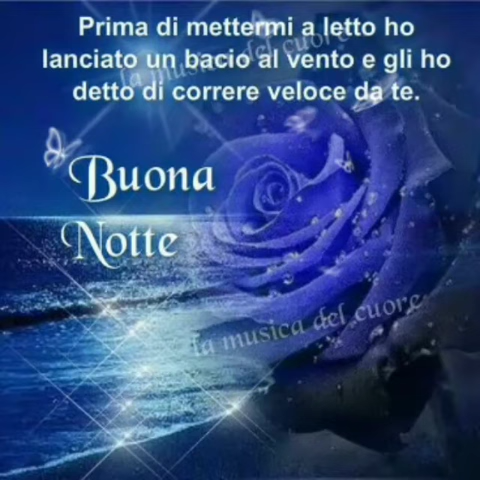 Prima di mettermi a letto ho
lanciato un bacio al vento e gli ho
detto di correre veloce da te.
la musica del cuore
Buona
Notte
la musica del cuore